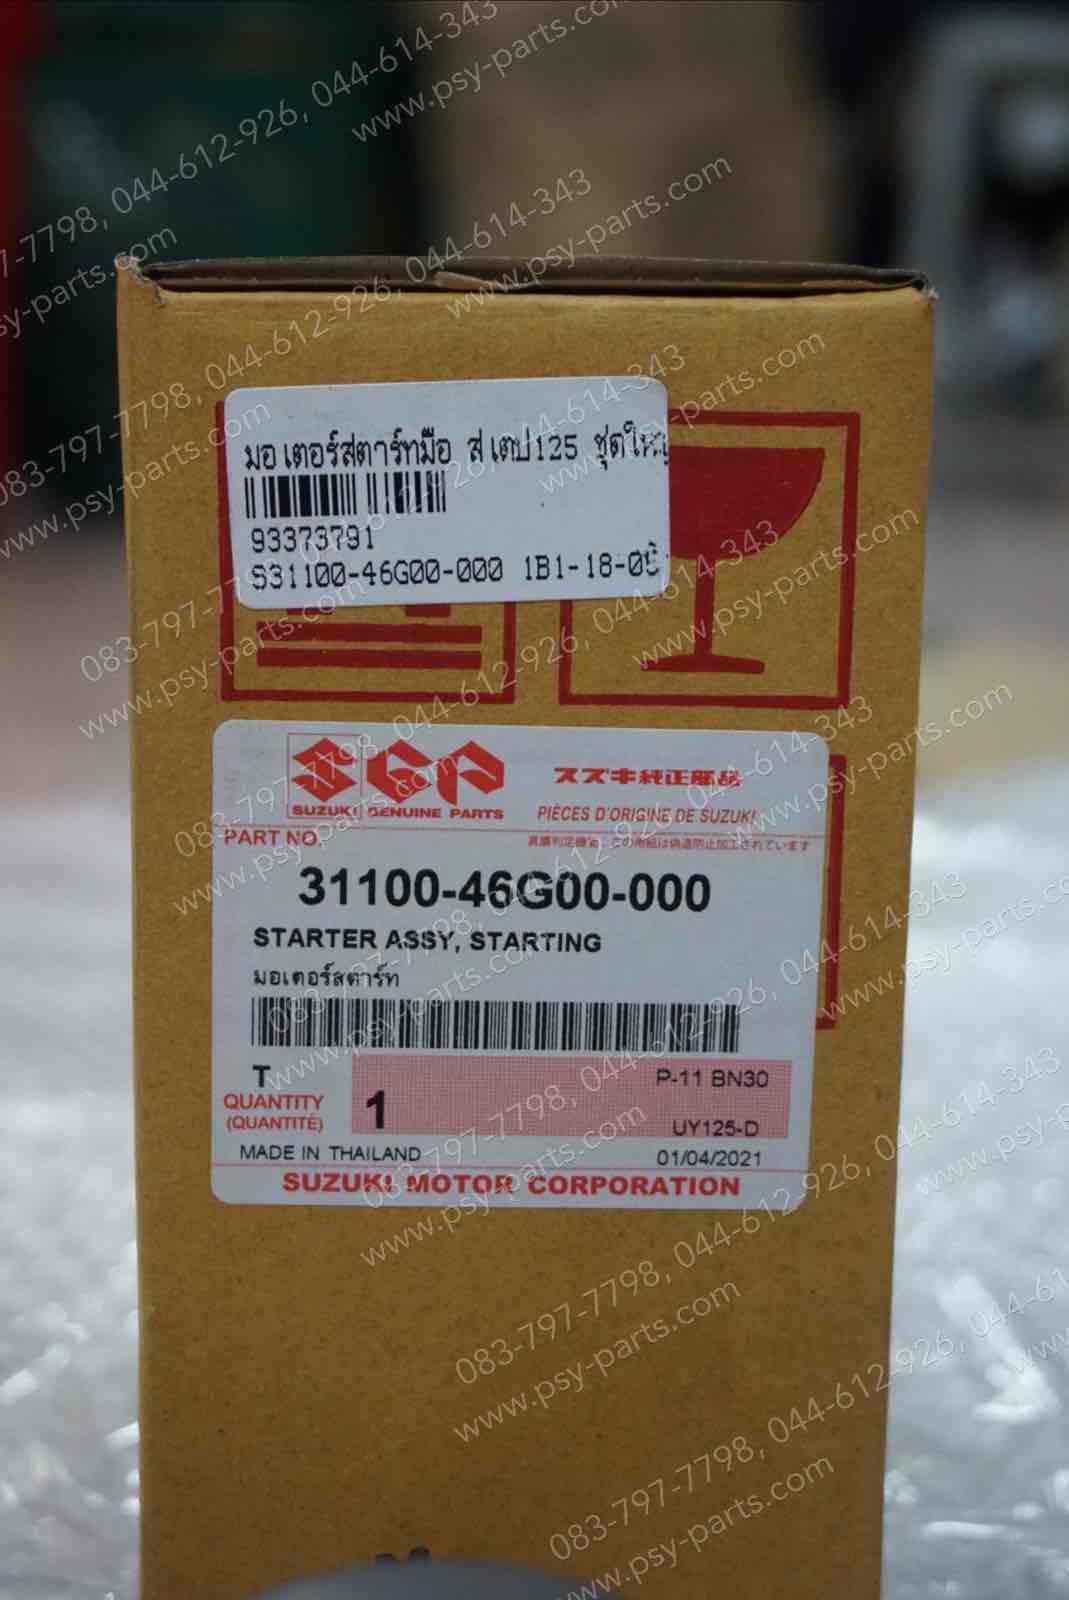 มอเตอร์สตาร์ทมือ สเตป125 ชุดใหญ
93373791
S31100-46G00-000 1B1-18-09
SUZUKI GENUINE PARTS
スズキ純正部品
PIÈCES D'ORIGINE DE SUZUKI
PART NO.
31100-46G00-000
STARTER ASSY, STARTING
มอเตอร์สตาร์ท
T
P-11 BN30
QUANTITY
(QUANTITÉ)
1
UY125-D
MADE IN THAILAND
01/04/2021
SUZUKI MOTOR CORPORATION
083-797-7798, 044-612-926, 044-614-343
www.psy-parts.com